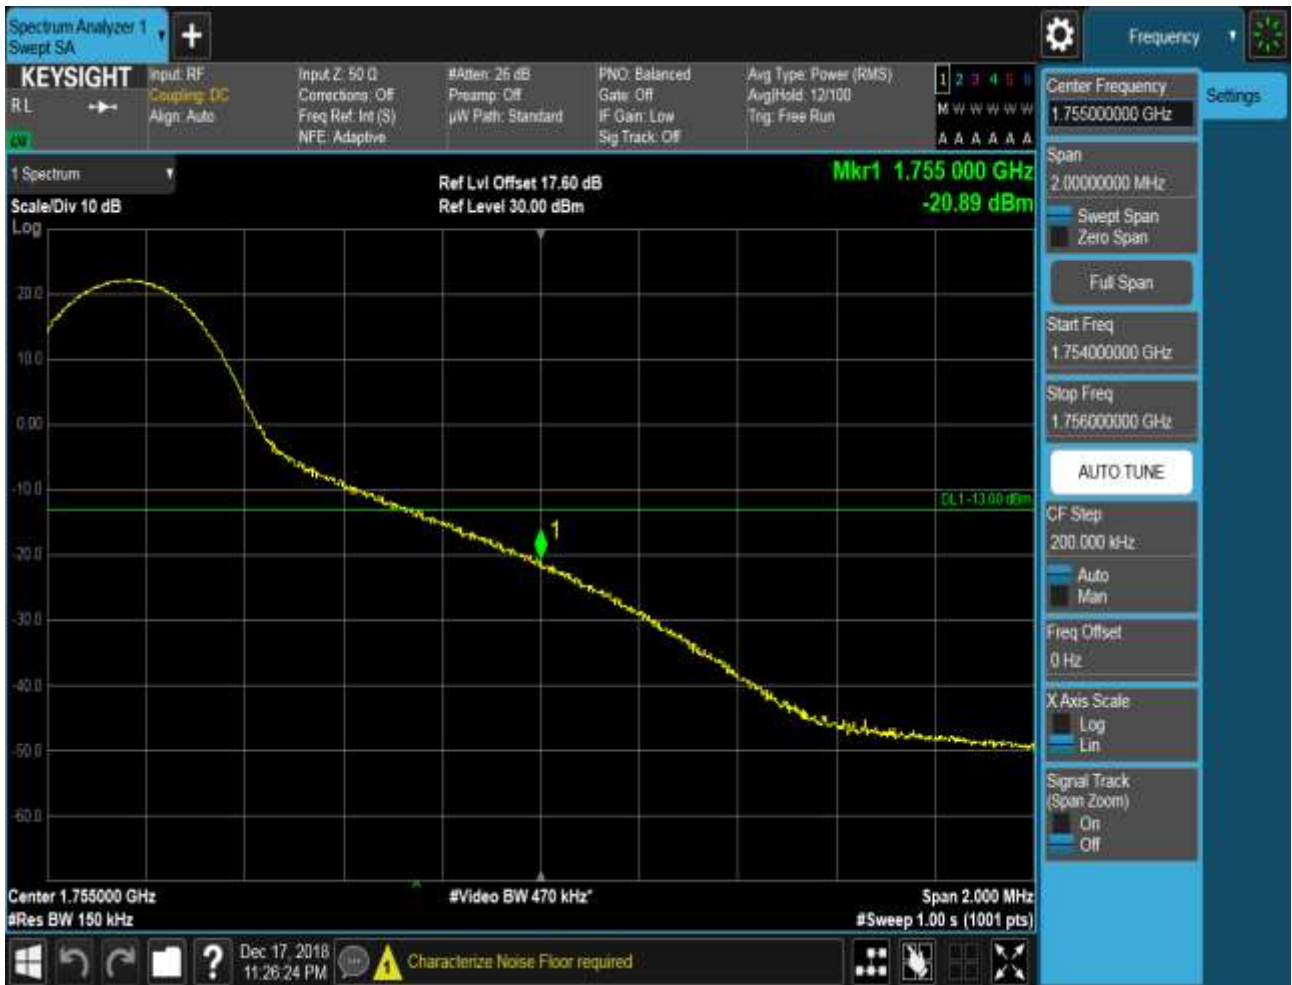 Spectrum Analyzer 1
Swept SA
Frequency
KEYSIGHT
RL
Input: RF
Coupling: DC
Align: Auto
Input Z: 50 Ω
Corrections: Off
Freq Ref: Int (S)
NFE: Adaptive
#Atten: 26 dB
Preamp: Off
µW Path: Standard
PNO: Balanced
Gate: Off
IF Gain: Low
Sig Track: Off
Avg Type: Power (RMS)
Avg|Hold: 12/100
Trig: Free Run
1 2 3 4 5 6
M W W W W W
A A A A A A
1 Spectrum
Scale/Div 10 dB
Log
Ref Lvl Offset 17.60 dB
Ref Level 30.00 dBm
Mkr1 1.755 000 GHz
-20.89 dBm
20.0
10.0
0.00
-10.0
-20.0
-30.0
-40.0
-50.0
-60.0
DL1 -13.00 dBm
1
Center 1.755000 GHz
#Res BW 150 kHz
#Video BW 470 kHz*
Span 2.000 MHz
#Sweep 1.00 s (1001 pts)
Center Frequency
1.755000000 GHz
Settings
Span
2.00000000 MHz
Swept Span
Zero Span
Full Span
Start Freq
1.754000000 GHz
Stop Freq
1.756000000 GHz
AUTO TUNE
CF Step
200.000 kHz
Auto
Man
Freq Offset
0 Hz
X Axis Scale
Log
Lin
Signal Track
(Span Zoom)
On
Off
?
Dec 17, 2018
11:26:24 PM
1
Characterize Noise Floor required